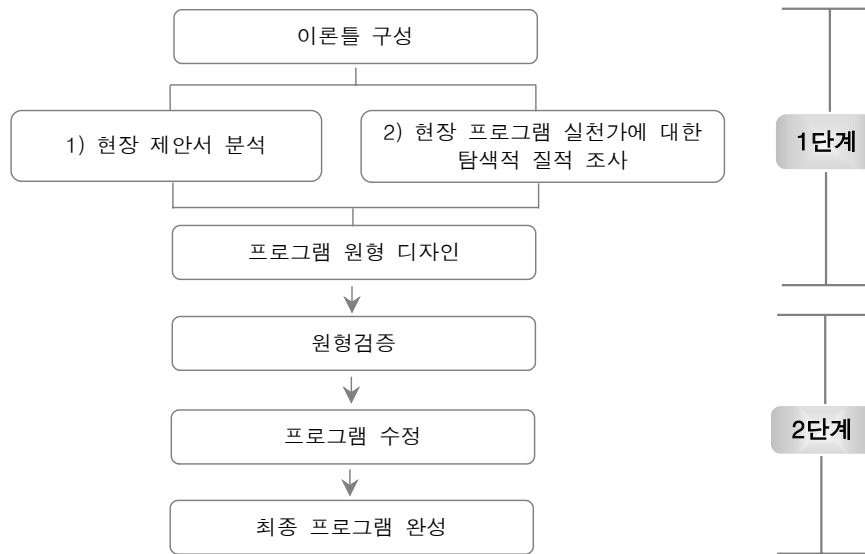 이론틀 구성
1) 현장 제안서 분석
2) 현장 프로그램 실천가에 대한
탐색적 질적 조사
1단계
프로그램 원형 디자인
원형검증
프로그램 수정
2단계
최종 프로그램 완성